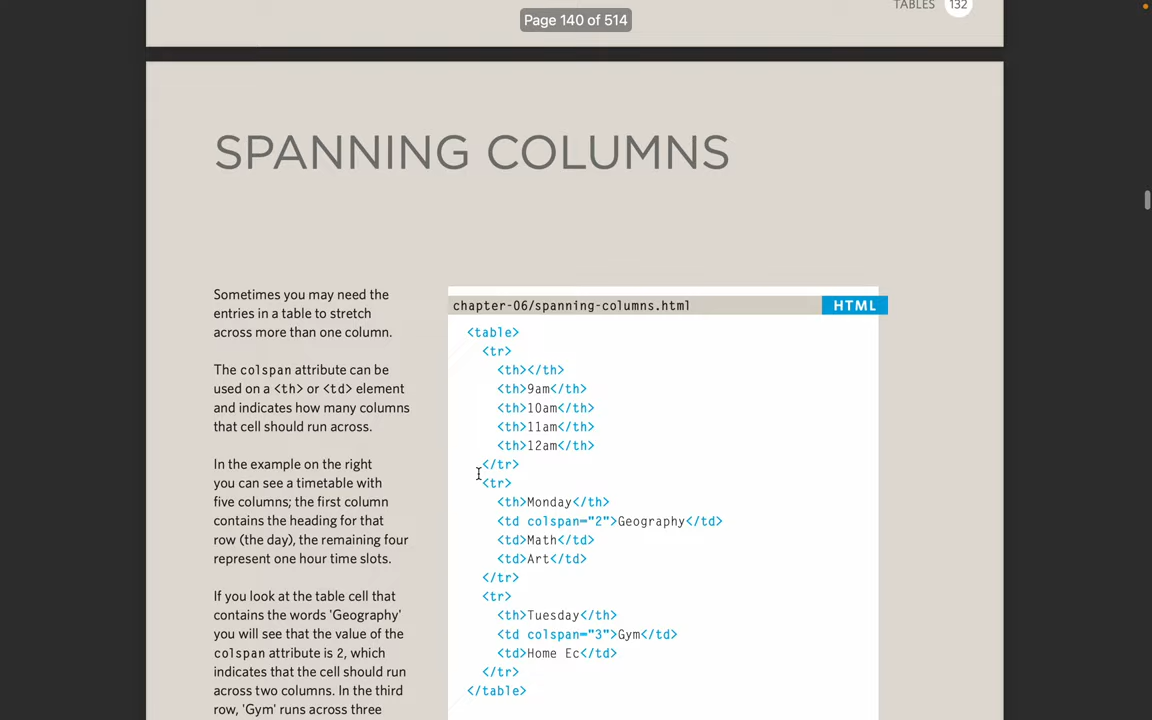 TABLES 132
Page 140 of 514
SPANNING COLUMNS
Sometimes you may need the
entries in a table to stretch
across more than one column.
The colspan attribute can be
used on a <th> or <td> element
and indicates how many columns
that cell should run across.
In the example on the right
you can see a timetable with
five columns; the first column
contains the heading for that
row (the day), the remaining four
represent one hour time slots.
If you look at the table cell that
contains the words 'Geography'
you will see that the value of the
colspan attribute is 2, which
indicates that the cell should run
across two columns. In the third
row, 'Gym' runs across three
chapter-06/spanning-columns.html
HTML
<table>
<tr>
<th></th>
<th>9am</th>
<th>10am</th>
<th>11am</th>
<th>12am</th>
</tr>
<tr>
<th>Monday</th>
<td colspan="2">Geography</td>
<td>Math</td>
<td>Art</td>
</tr>
<tr>
<th>Tuesday</th>
<td colspan="3">Gym</td>
<td>Home Ec</td>
</tr>
</table>